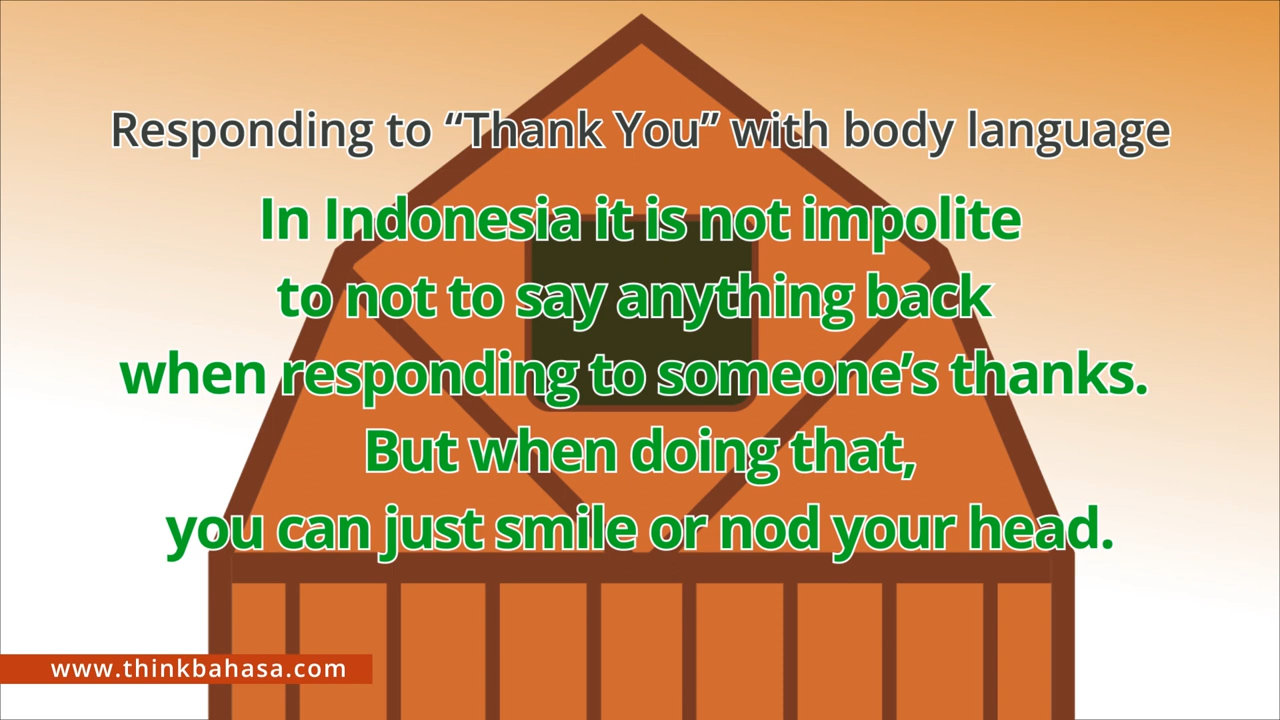 Responding to “Thank You” with body language
In Indonesia it is not impolite
to not to say anything back
when responding to someone’s thanks.
But when doing that,
you can just smile or nod your head.
www.thinkbahasa.com